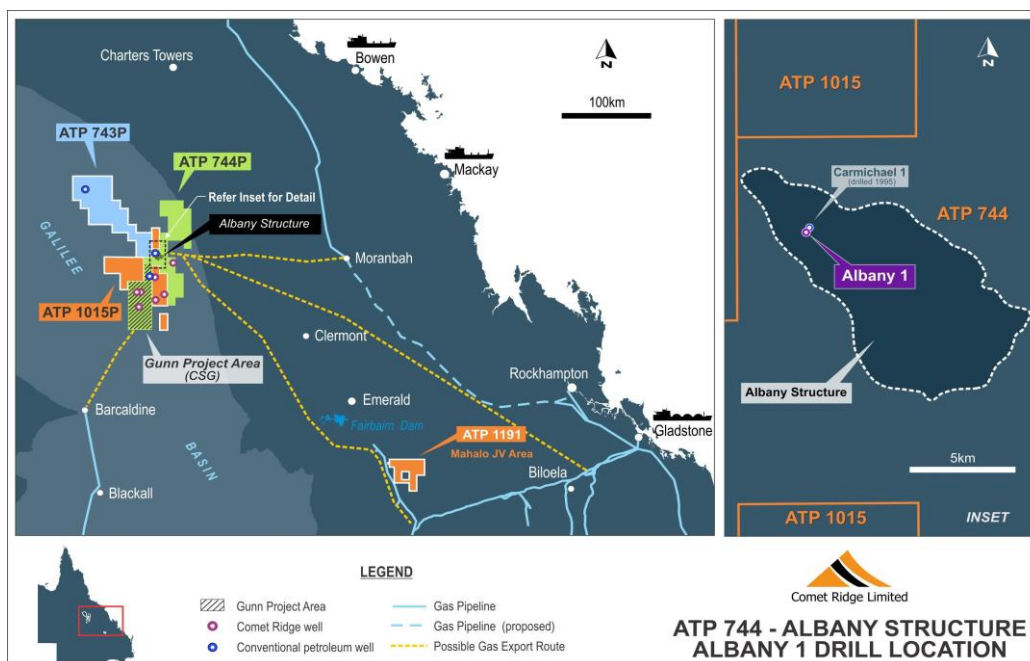 Charters Towers
Bowen
N
100km
ATP 743P
ATP 744P
Mackay
Refer Inset for Detail
Albany Structure
GALILEE
Moranbah
ATP 1015P
Clermont
Gunn Project Area
(CSG)
Rockhampton
Barcaldine
Emerald
Fairbairn Dam
Gladstone
ATP 1191
Mahalo JV Area
BASIN
Biloela
Blackall
N
ATP 1015
Carmichael 1
(drilled 1995)
ATP 744
Albany 1
Albany Structure
5km
ATP 1015
INSET
LEGEND
Gunn Project Area
Comet Ridge well
Conventional petroleum well
Gas Pipeline
Gas Pipeline (proposed)
Possible Gas Export Route
Comet Ridge Limited
ATP 744 - ALBANY STRUCTURE
ALBANY 1 DRILL LOCATION